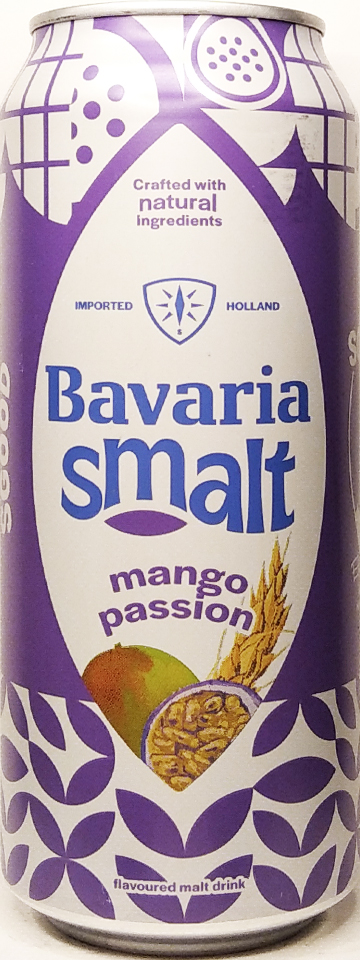 Crafted with
natural
ingredients
IMPORTED HOLLAND
S
Bavaria
smalt
mango
passion
flavoured malt drink